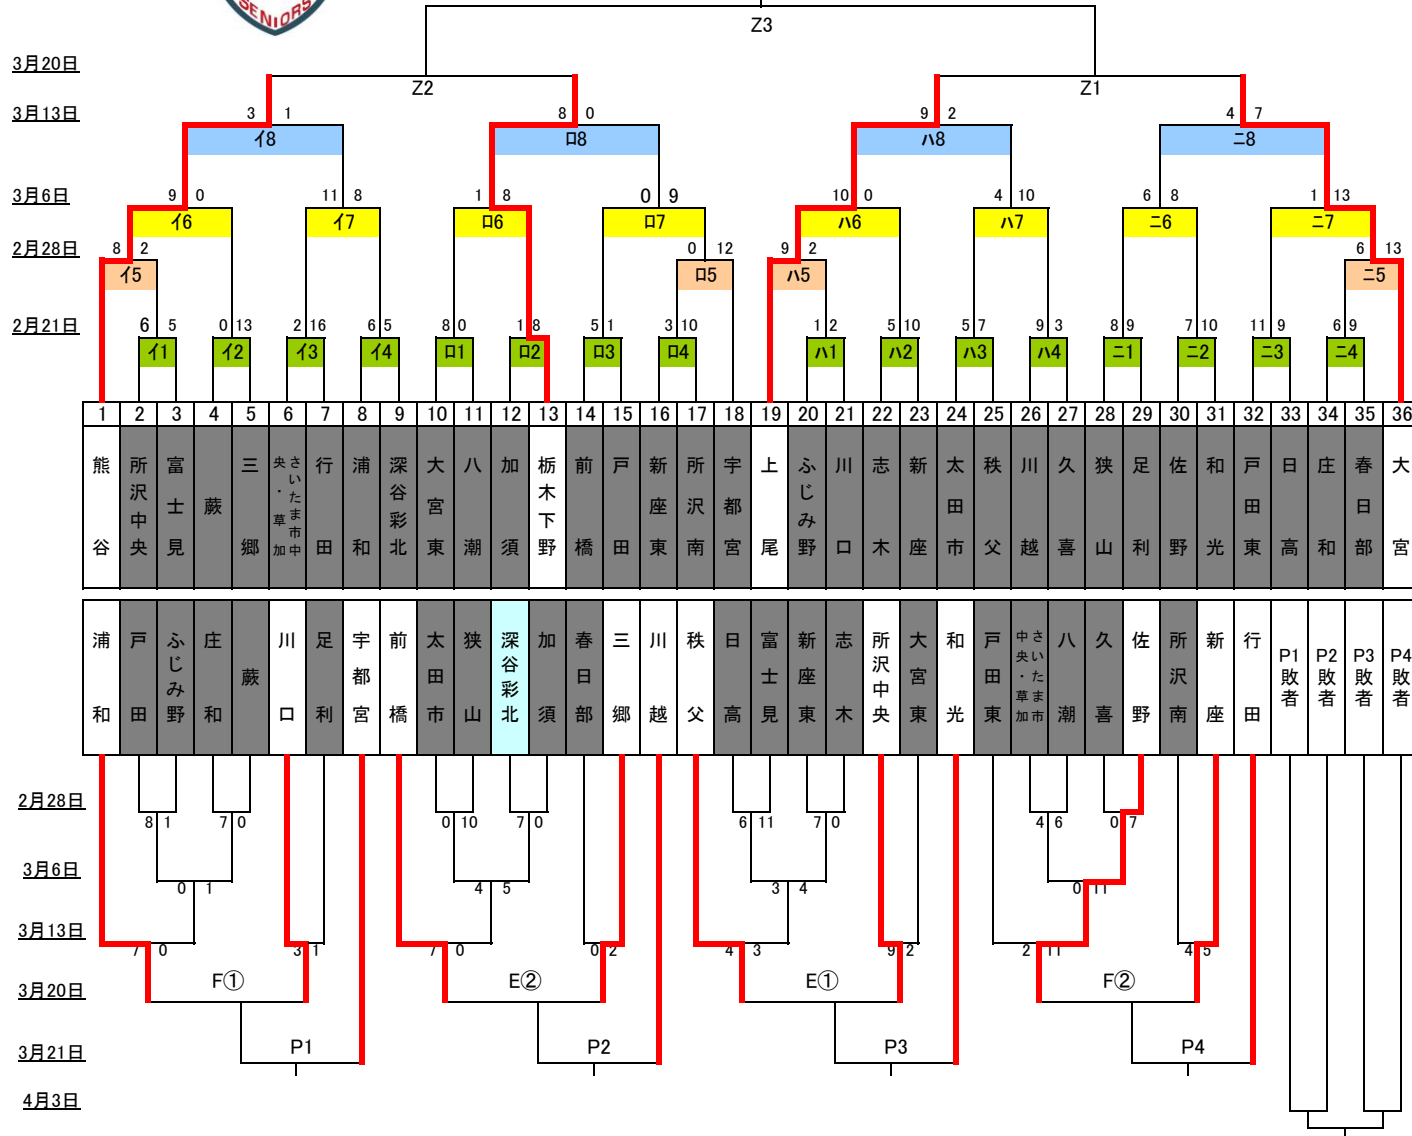 SENIORS
Z3
3月20日
Z2 Z1
3月13日 3 1 8 0 9 2 4 7
イ8 ロ8 ハ8 ニ8
3月6日 9 0 11 8 1 8 0 9 10 0 4 10 6 8 1 13
イ6 イ7 ロ6 ロ7 ハ6 ハ7 ニ6 ニ7
2月28日 8 2 0 12 9 2 6 13
イ5 ロ5 ハ5 ニ5
2月21日 6 5 0 13 2 16 6 5 8 0 1 8 5 1 3 10 1 2 5 10 5 7 9 3 8 9 7 10 11 9 6 9
イ1 イ2 イ3 イ4 ロ1 ロ2 ロ3 ロ4 ハ1 ハ2 ハ3 ハ4 ニ1 ニ2 ニ3 ニ4
1 2 3 4 5 6 7 8 9 10 11 12 13 14 15 16 17 18 19 20 21 22 23 24 25 26 27 28 29 30 31 32 33 34 35 36
熊谷
所沢中央
富士見
蕨
三郷
さいたま市中央・草加
行田
浦和
深谷彩北
大宮東
八潮
加須
栃木下野
前橋
戸田
新座東
所沢南
宇都宮
上尾
ふじみ野
川口
志木
新座
太田市
秩父
川越
久喜
狭山
足利
佐野
和光
戸田東
日高
庄和
春日部
大宮
浦和
戸田
ふじみ野
庄和
蕨
川口
足利
宇都宮
前橋
太田市
狭山
深谷彩北
加須
春日部
三郷
川越
秩父
日高
富士見
新座東
志木
所沢中央
大宮東
和光
戸田東
さいたま市中央・草加
八潮
久喜
佐野
所沢南
新座
行田
P1敗者
P2敗者
P3敗者
P4敗者
2月28日
8 1 7 0 0 10 7 0 6 11 7 0 4 6 0 7
3月6日
0 1 4 5 3 4 0 11
3月13日
7 0 3 1 7 0 0 2 4 3 9 2 2 11 4 5
F① E② E① F②
3月20日
P1 P2 P3 P4
3月21日
4月3日